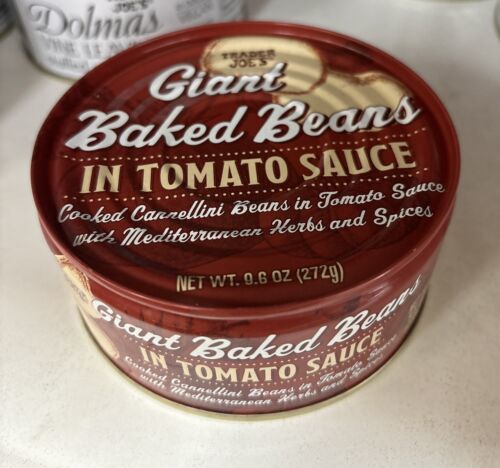 JOE'S
Dolmas
TRADER
JOE'S
Giant
Baked Beans
IN TOMATO SAUCE
Cooked Cannellini Beans in Tomato Sauce
with Mediterranean Herbs and Spices
NET WT. 9.6 OZ (272g)
Giant Baked Beans
IN TOMATO SAUCE
Cooked Cannellini Beans in Tomato Sauce
with Mediterranean Herbs and Spices